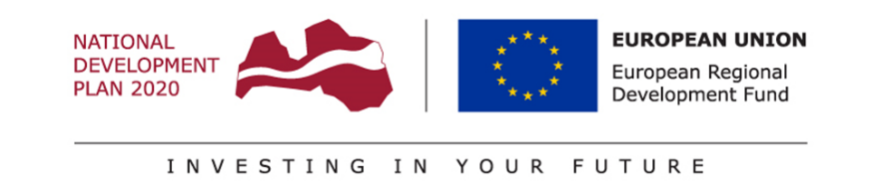 NATIONAL
DEVELOPMENT
PLAN 2020
EUROPEAN UNION
European Regional
Development Fund
INVESTING IN YOUR FUTURE